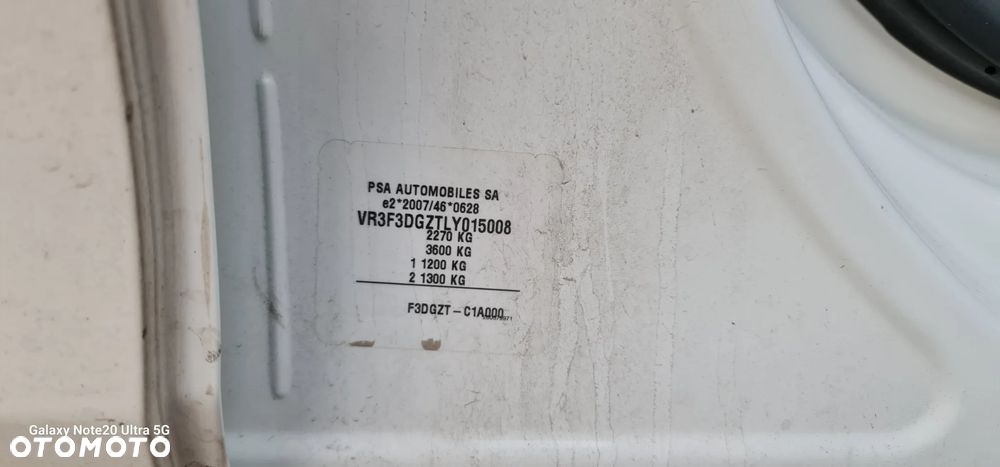 PSA AUTOMOBILES SA
e2*2007/46*0628
VR3F3DGZTLY015008
2270 KG
3600 KG
1 1200 KG
2 1300 KG
F3DGZT - C1A000
Galaxy Note20 Ultra 5G
OTOMOTO